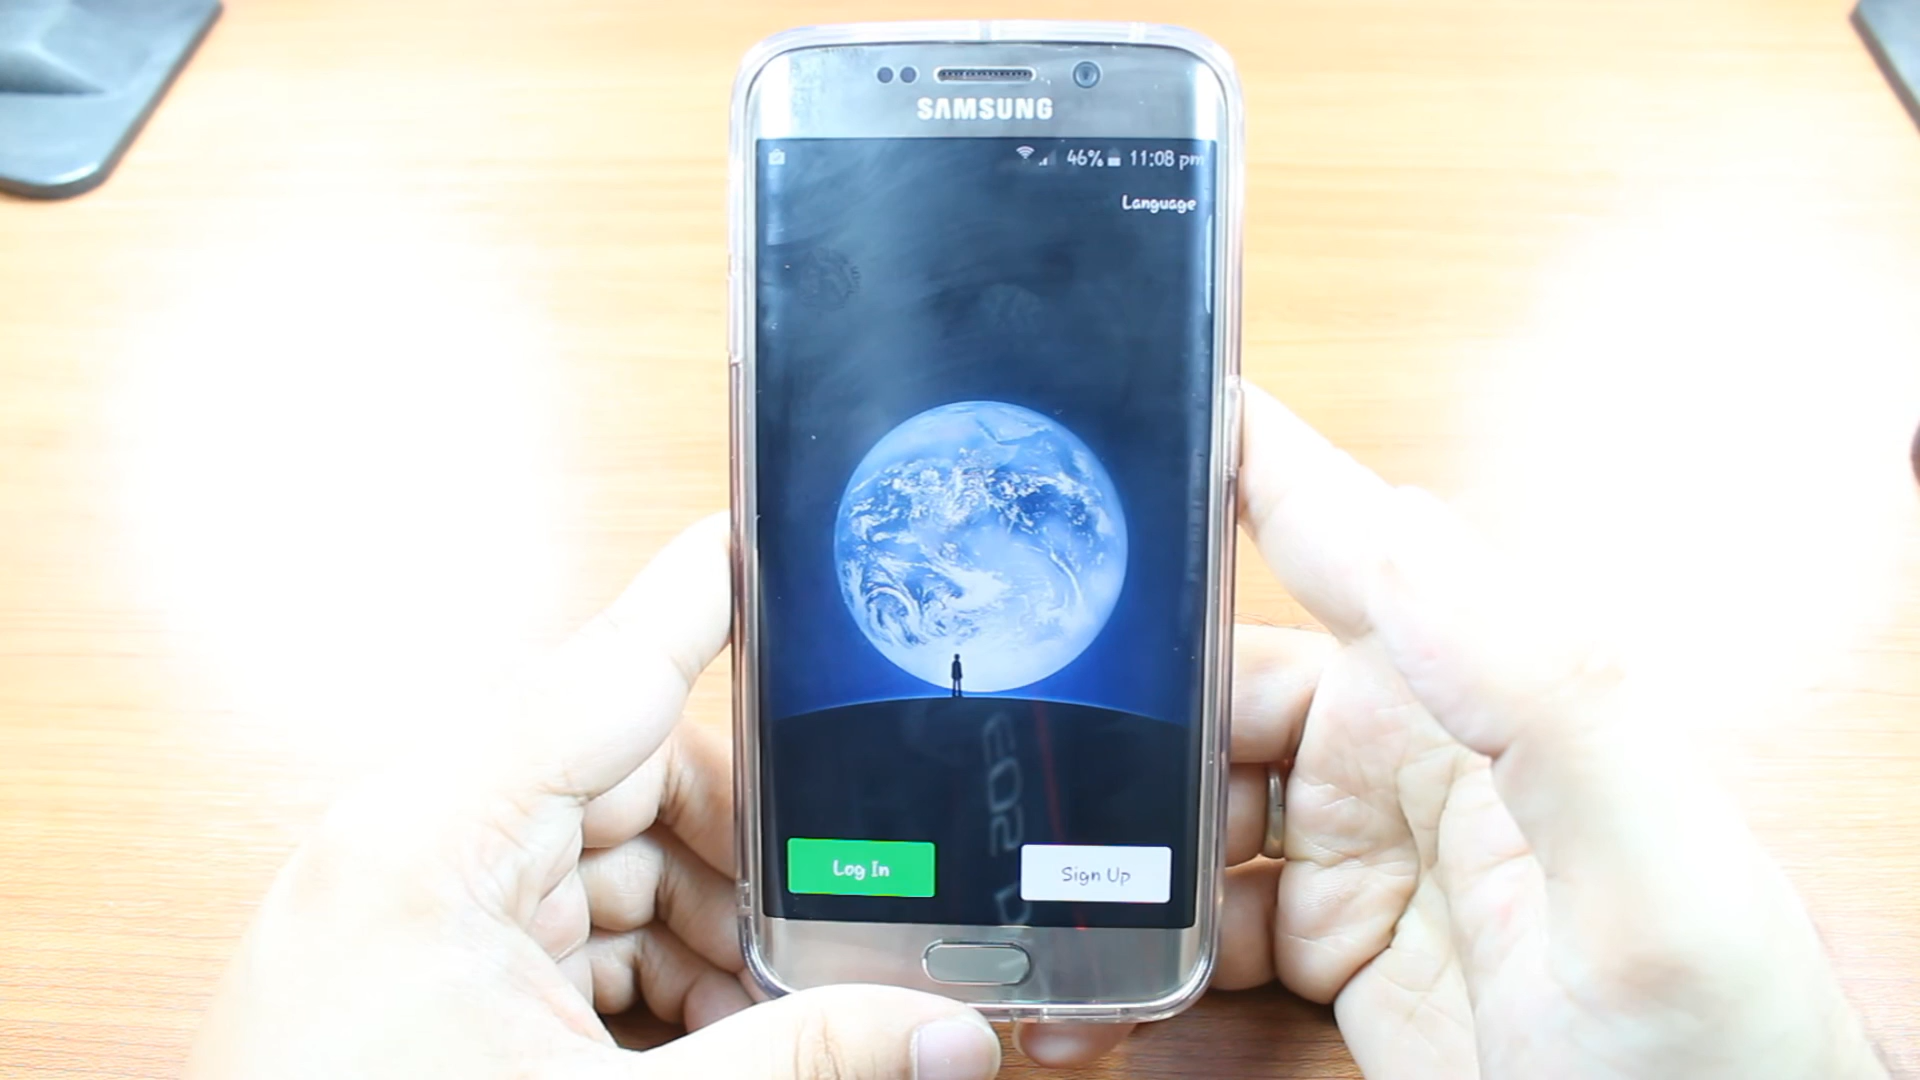 SAMSUNG
46% 11:08 pm
Language
Log In
Sign Up